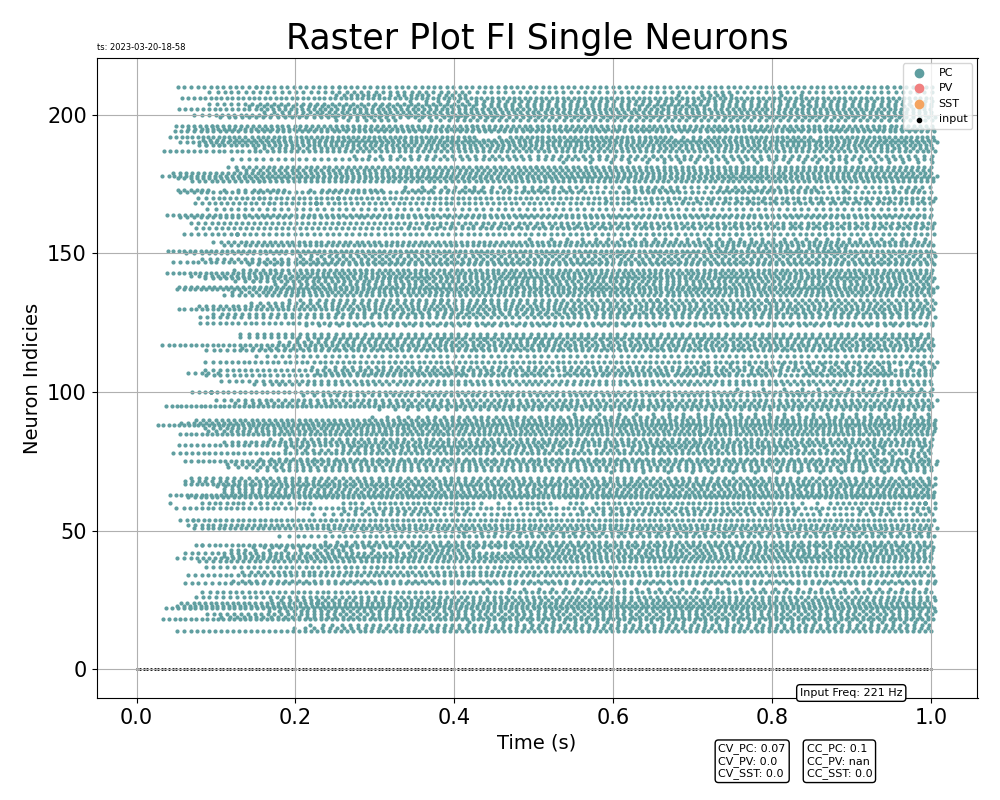 Raster Plot FI Single Neurons
ts: 2023-03-20-18-58
PC
PV
SST
input
Neuron Indicies
200
150
100
50
0
0.0 0.2 0.4 0.6 0.8 1.0
Input Freq: 221 Hz
Time (s)
CV_PC: 0.07
CV_PV: 0.0
CV_SST: 0.0
CC_PC: 0.1
CC_PV: nan
CC_SST: 0.0